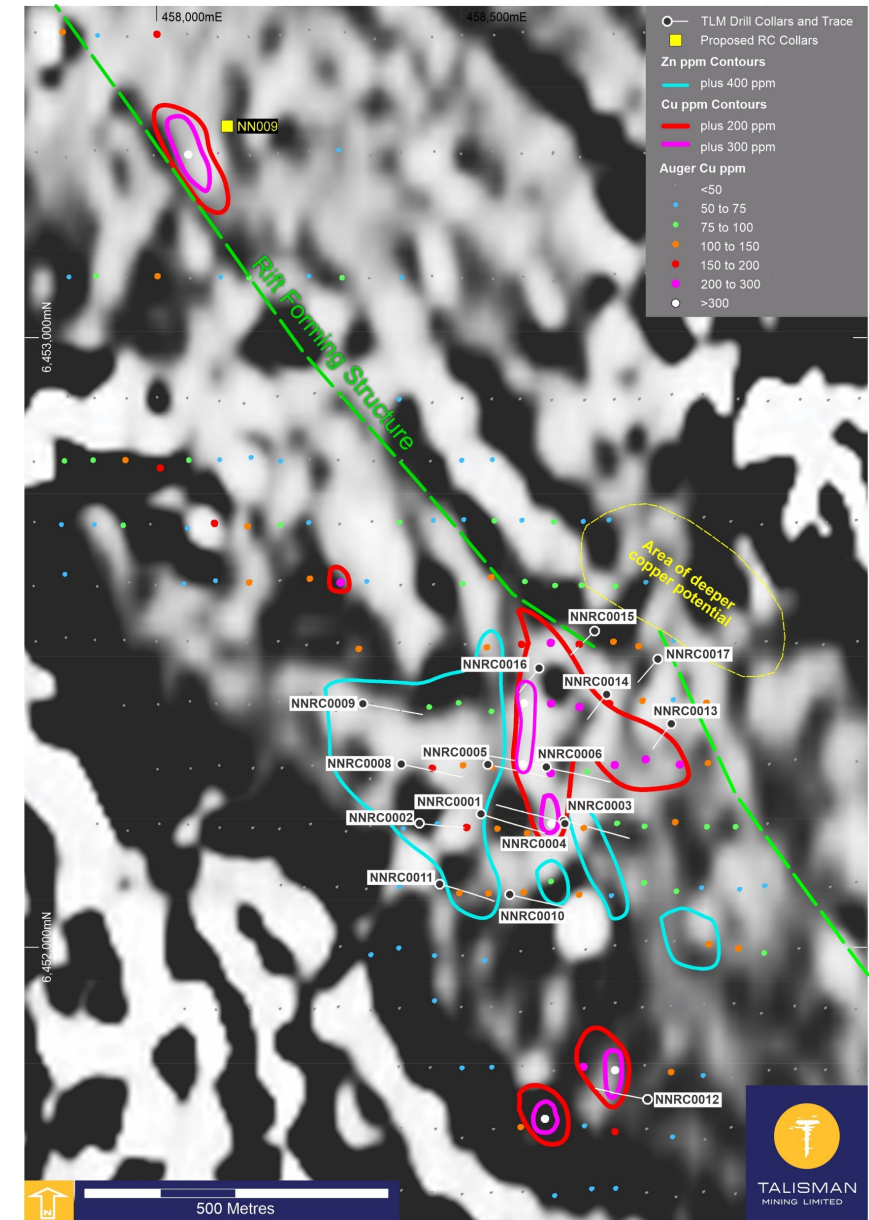 458,000mE
458,500mE
TLM Drill Collars and Trace
Proposed RC Collars
Zn ppm Contours
plus 400 ppm
Cu ppm Contours
plus 200 ppm
plus 300 ppm
Auger Cu ppm
<50
50 to 75
75 to 100
100 to 150
150 to 200
200 to 300
>300
NN009
Rift Forming Structure
6,453,000mN
Area of deeper
copper potential
NNRC0015
NNRC0017
NNRC0016
NNRC0014
NNRC0009
NNRC0013
NNRC0005
NNRC0006
NNRC0008
NNRC0001
NNRC0003
NNRC0002
NNRC0004
NNRC0011
NNRC0010
6,452,000mN
NNRC0012
N
500 Metres
TALISMAN
MINING LIMITED